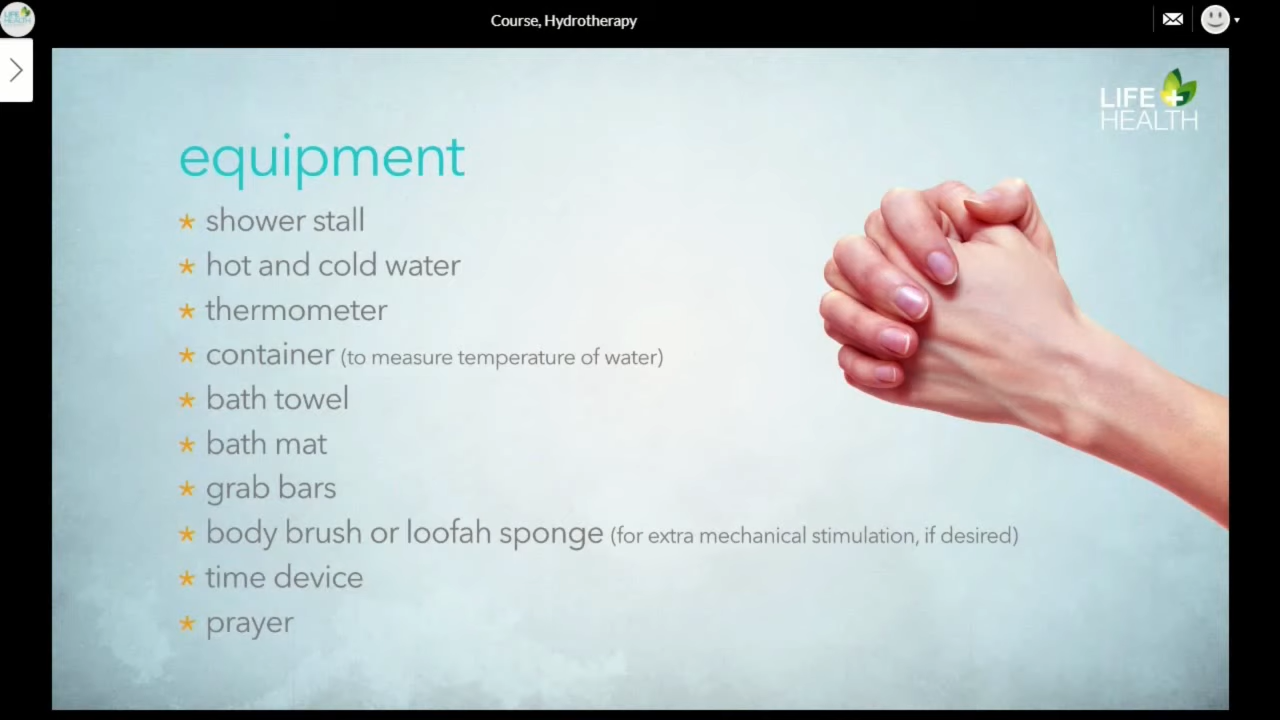 Course, Hydrotherapy
LIFE
HEALTH
equipment
* shower stall
* hot and cold water
* thermometer
* container (to measure temperature of water)
* bath towel
* bath mat
* grab bars
* body brush or loofah sponge (for extra mechanical stimulation, if desired)
* time device
* prayer